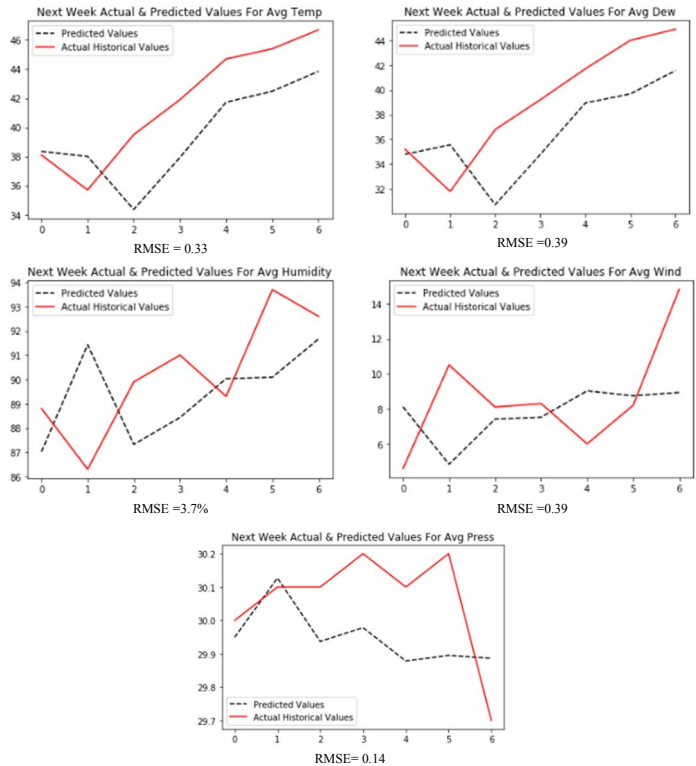 Next Week Actual & Predicted Values For Avg Temp
Predicted Values
Actual Historical Values
46
44
42
40
38
36
34
0 1 2 3 4 5 6
RMSE = 0.33
Next Week Actual & Predicted Values For Avg Dew
Predicted Values
Actual Historical Values
44
42
40
38
36
34
32
0 1 2 3 4 5 6
RMSE =0.39
Next Week Actual & Predicted Values For Avg Humidity
Predicted Values
Actual Historical Values
94
93
92
91
90
89
88
87
86
0 1 2 3 4 5 6
RMSE =3.7%
Next Week Actual & Predicted Values For Avg Wind
Predicted Values
Actual Historical Values
14
12
10
8
6
0 1 2 3 4 5 6
RMSE =0.39
Next Week Actual & Predicted Values For Avg Press
30.2
30.1
30.0
29.9
29.8
29.7
Predicted Values
Actual Historical Values
0 1 2 3 4 5 6
RMSE= 0.14